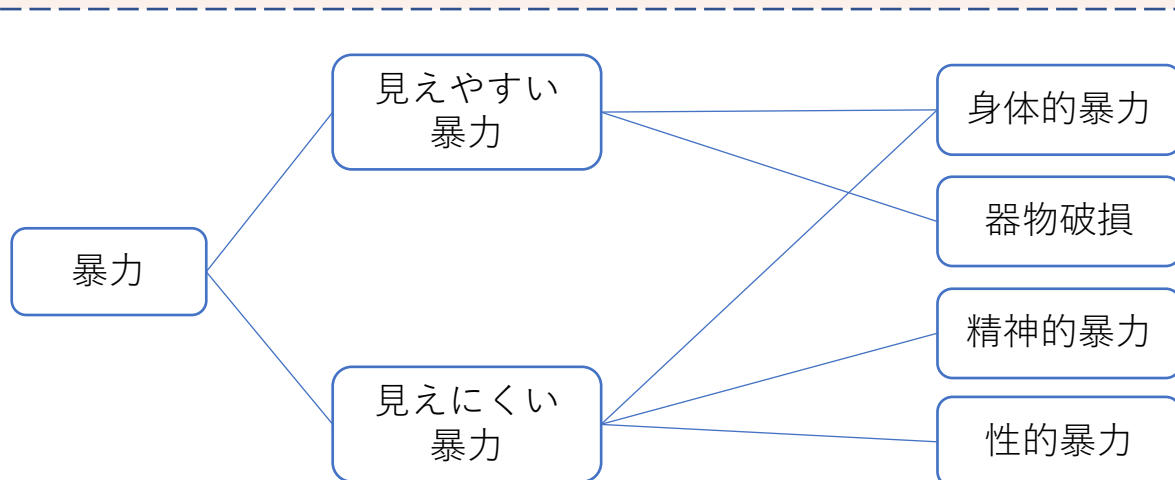 見えやすい
暴力
身体的暴力
器物破損
暴力
精神的暴力
見えにくい
暴力
性的暴力